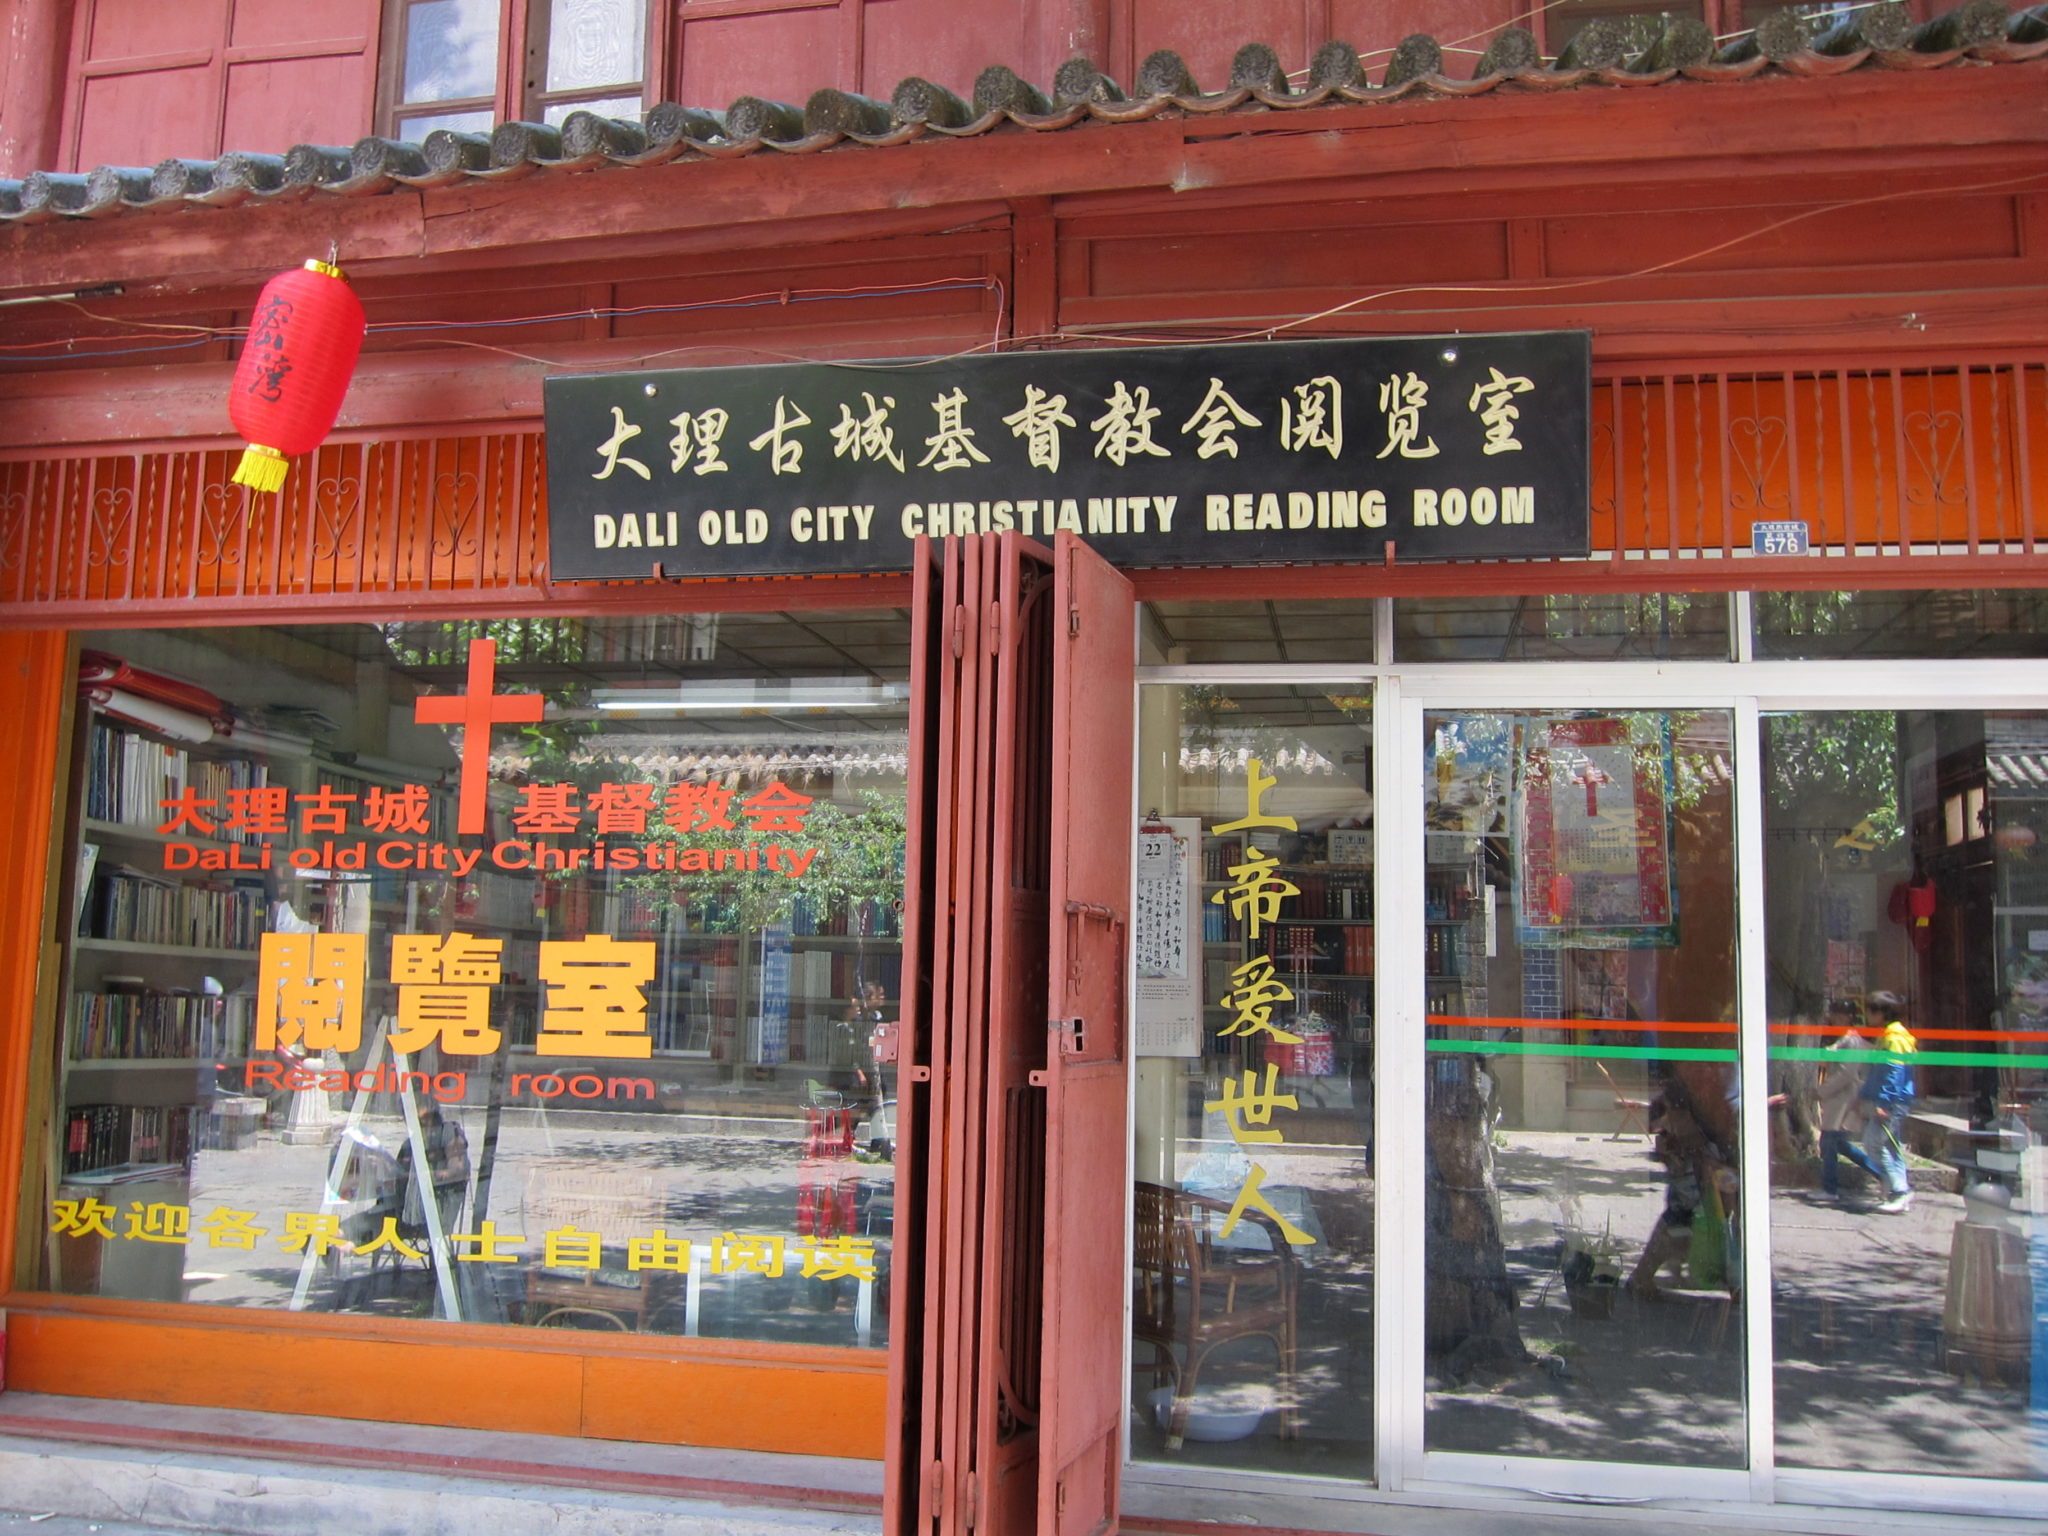 大理古城基督教会阅览室
DALI OLD CITY CHRISTIANITY READING ROOM
576
大理古城 基督教会
DaLi old City Christianity
閱覽室
Reading room
欢迎各界人士自由阅读
22
上帝爱世人